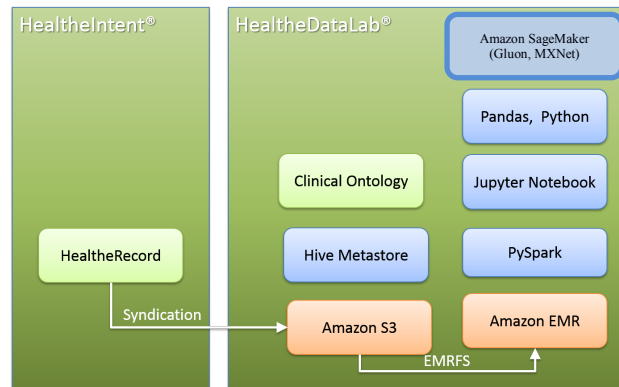 HealtheIntent®
HealtheDataLab®
Amazon SageMaker
(Gluon, MXNet)
Pandas, Python
Clinical Ontology
Jupyter Notebook
HealtheRecord
Hive Metastore
PySpark
Syndication
Amazon S3
Amazon EMR
EMRFS